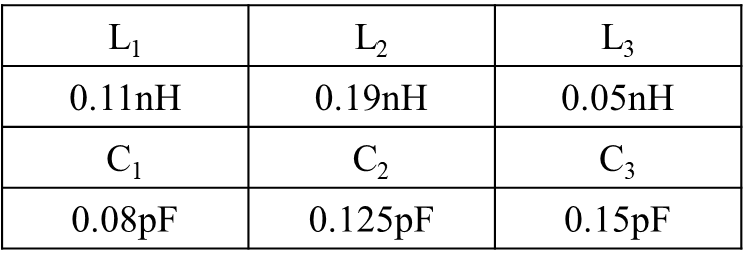 L₁ L₂ L₃
0.11nH 0.19nH 0.05nH
C₁ C₂ C₃
0.08pF 0.125pF 0.15pF